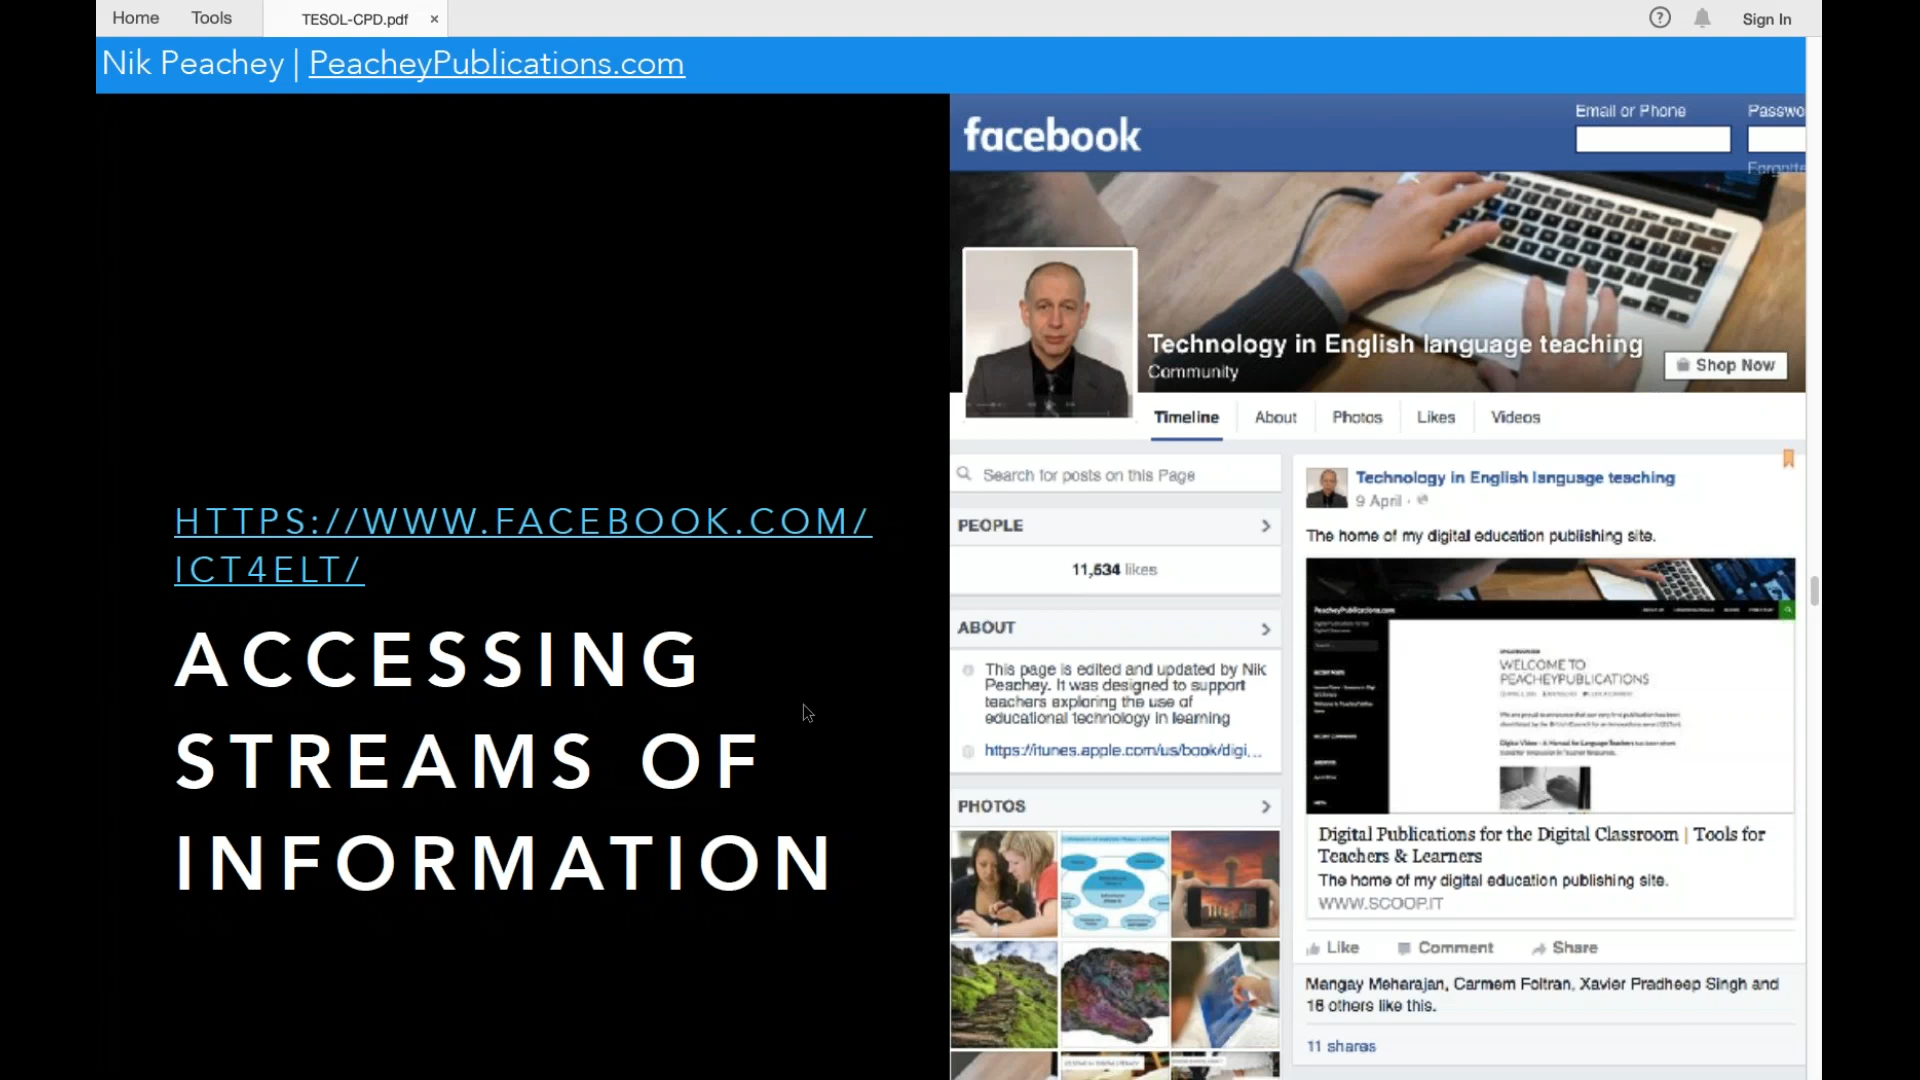 Home Tools TESOL-CPD.pdf × ? Sign In
Nik Peachey | PeacheyPublications.com
HTTPS://WWW.FACEBOOK.COM/
ICT4ELT/
ACCESSING
STREAMS OF
INFORMATION
facebook
Email or Phone Passwo
Technology in English language teaching
Community
Shop Now
Timeline About Photos Likes Videos
Search for posts on this Page
PEOPLE
11,534 likes
ABOUT
This page is edited and updated by Nik
Peachey. It was designed to support
teachers exploring the use of
educational technology in learning
https://itunes.apple.com/us/book/digi...
PHOTOS
Technology in English language teaching
9 April
The home of my digital education publishing site.
PeacheyPublications.com
WELCOME TO
PEACHEYPUBLICATIONS
Digital Publications for the Digital Classroom | Tools for
Teachers & Learners
The home of my digital education publishing site.
WWW.SCOOP.IT
Like Comment Share
Mangay Meharajan, Carmem Foltran, Xavier Pradheep Singh and
16 others like this.
11 shares